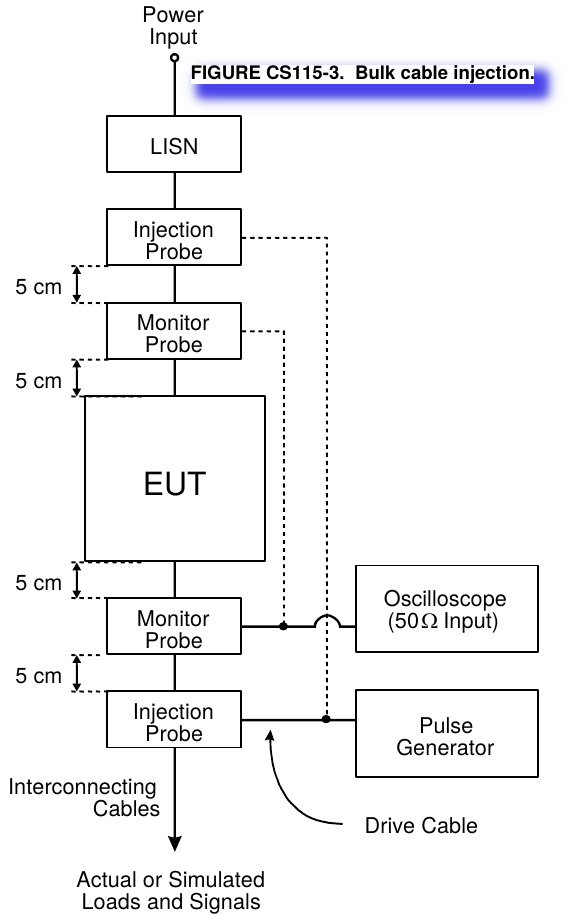 Power
Input
FIGURE CS115-3. Bulk cable injection.
LISN
Injection
Probe
5 cm
Monitor
Probe
5 cm
EUT
5 cm
Monitor
Probe
Oscilloscope
(50Ω Input)
5 cm
Injection
Probe
Pulse
Generator
Interconnecting
Cables
Drive Cable
Actual or Simulated
Loads and Signals